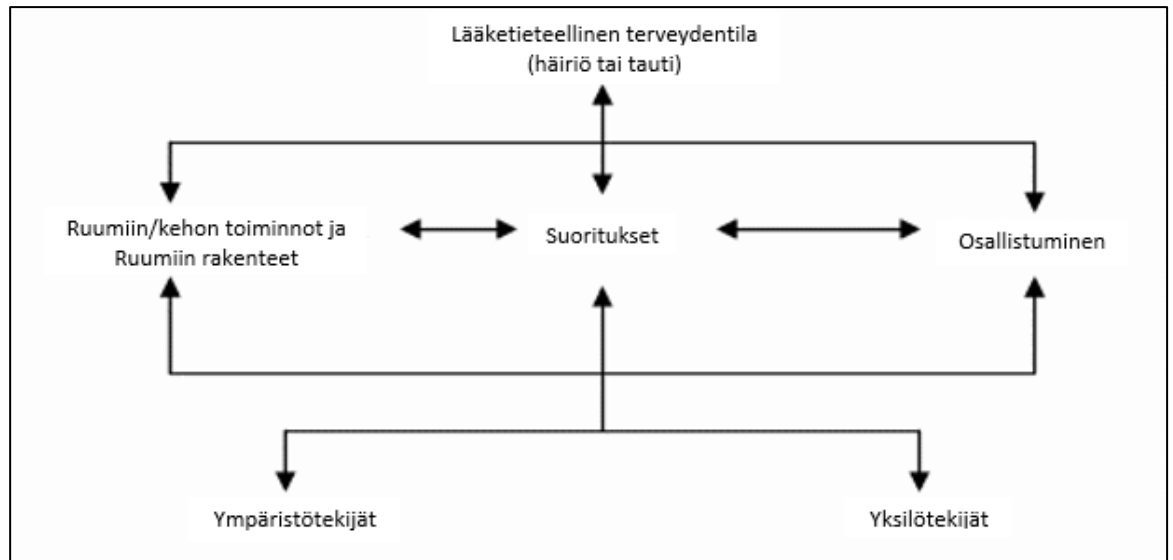 Lääketieteellinen terveydentila
(häiriö tai tauti)
Ruumiin/kehon toiminnot ja
Ruumiin rakenteet
Suoritukset
Osallistuminen
Ympäristötekijät
Yksilötekijät